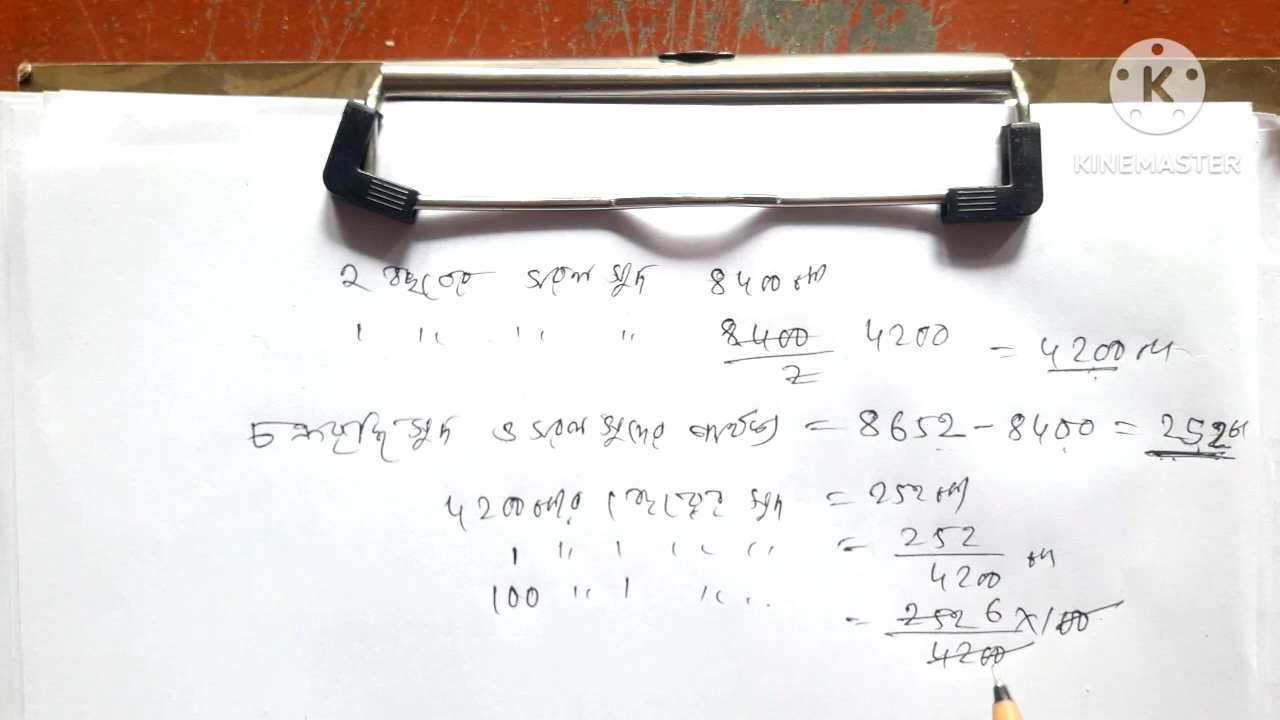 KINEMASTER
২ বছরের সরল সুদ 8400 টাকা
1 " " " 8400/2 4200 = 4200 টাকা
চক্রবৃদ্ধি সুদ ও সরল সুদের পার্থক্য = 8652 - 8400 = 252 টাকা
4200 টাকার 1 বছরের সুদ = 252 টাকা
1 " 1 " " = 252/4200 টাকা
100 " 1 " "
= 252 6 x 100/4200